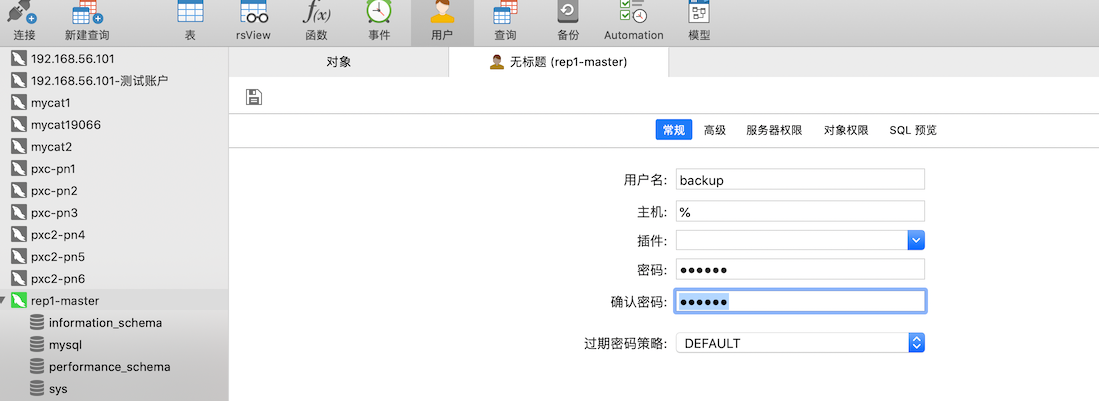 连接 新建查询 表 rsView 函数 事件 用户 查询 备份 Automation 模型
192.168.56.101
192.168.56.101-测试账户
mycat1
mycat19066
mycat2
pxc-pn1
pxc-pn2
pxc-pn3
pxc2-pn4
pxc2-pn5
pxc2-pn6
rep1-master
information_schema
mysql
performance_schema
sys
对象 无标题 (rep1-master)
常规 高级 服务器权限 对象权限 SQL 预览
用户名: backup
主机: %
插件:
密码: ●●●●●●
确认密码: ●●●●●●
过期密码策略: DEFAULT